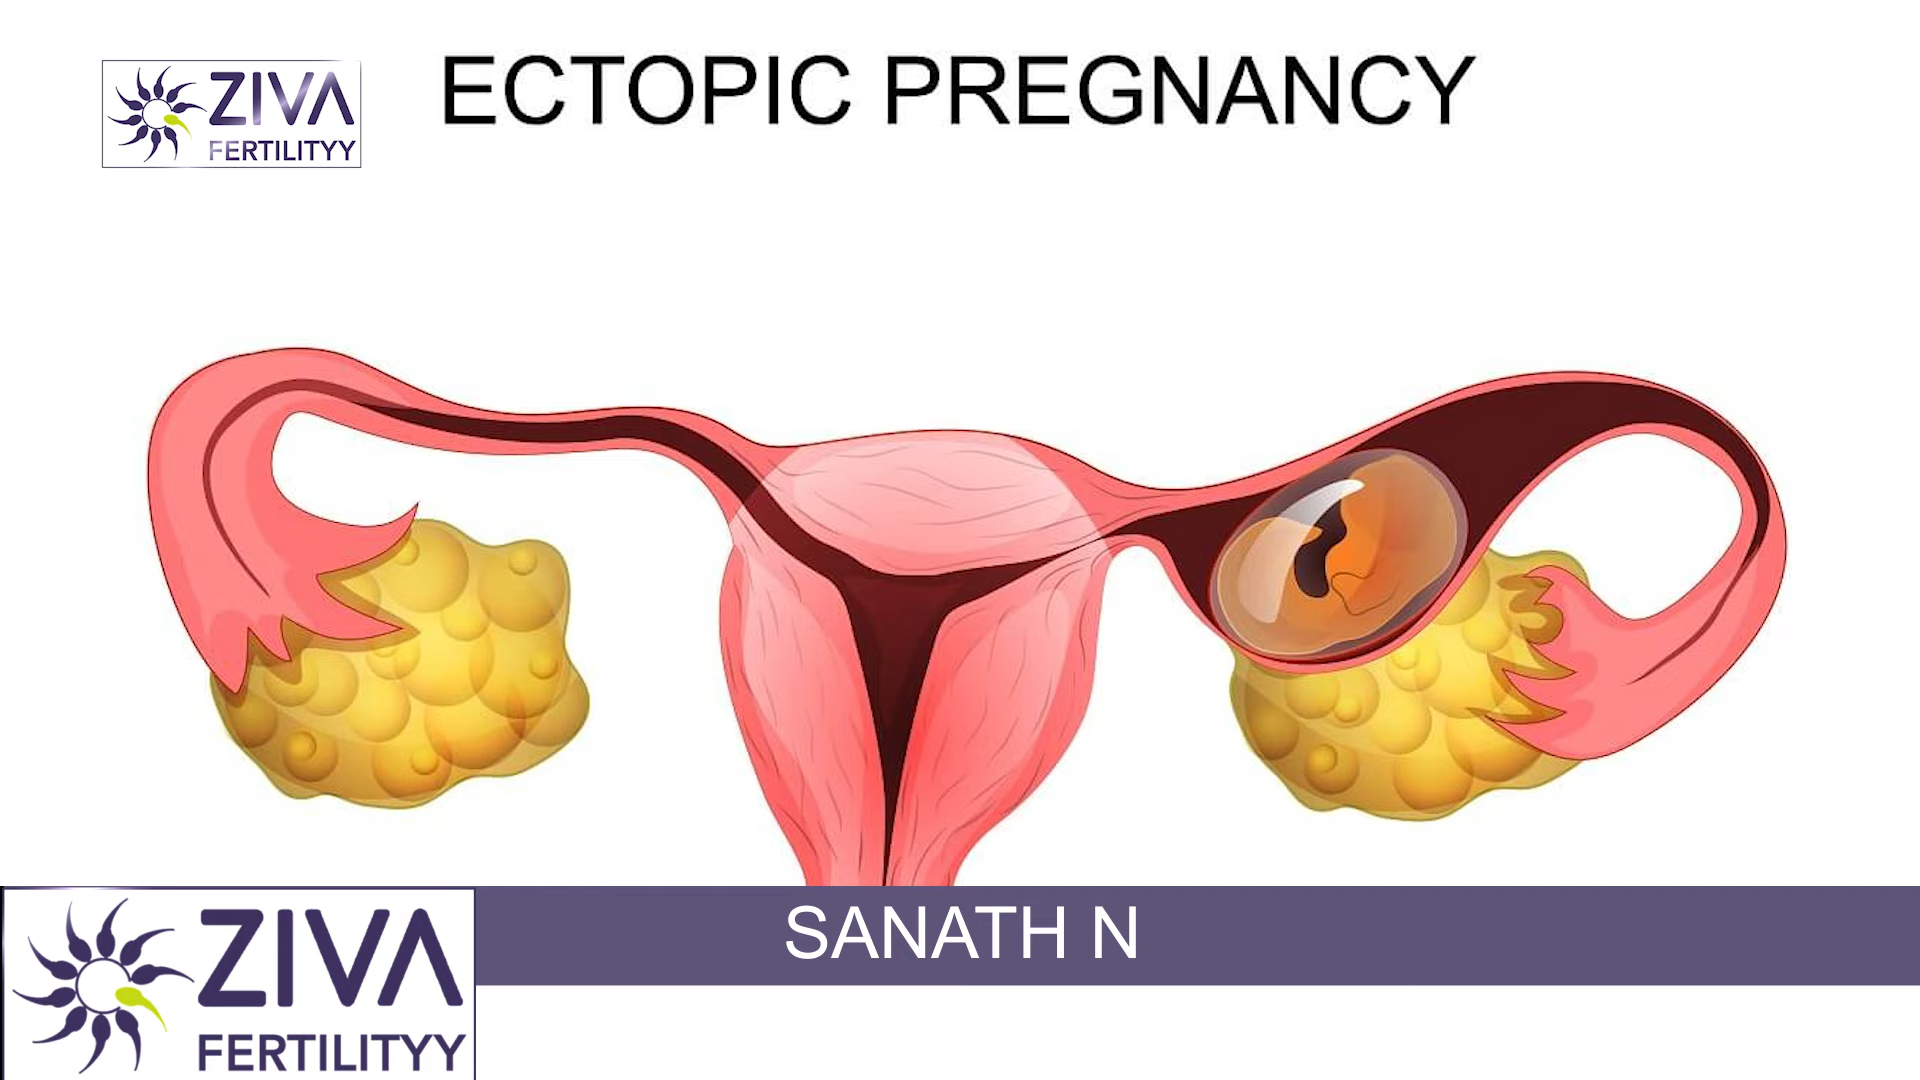 ZIVA
FERTILITYY
ECTOPIC PREGNANCY
SANATH N
ZIVA
FERTILITYY